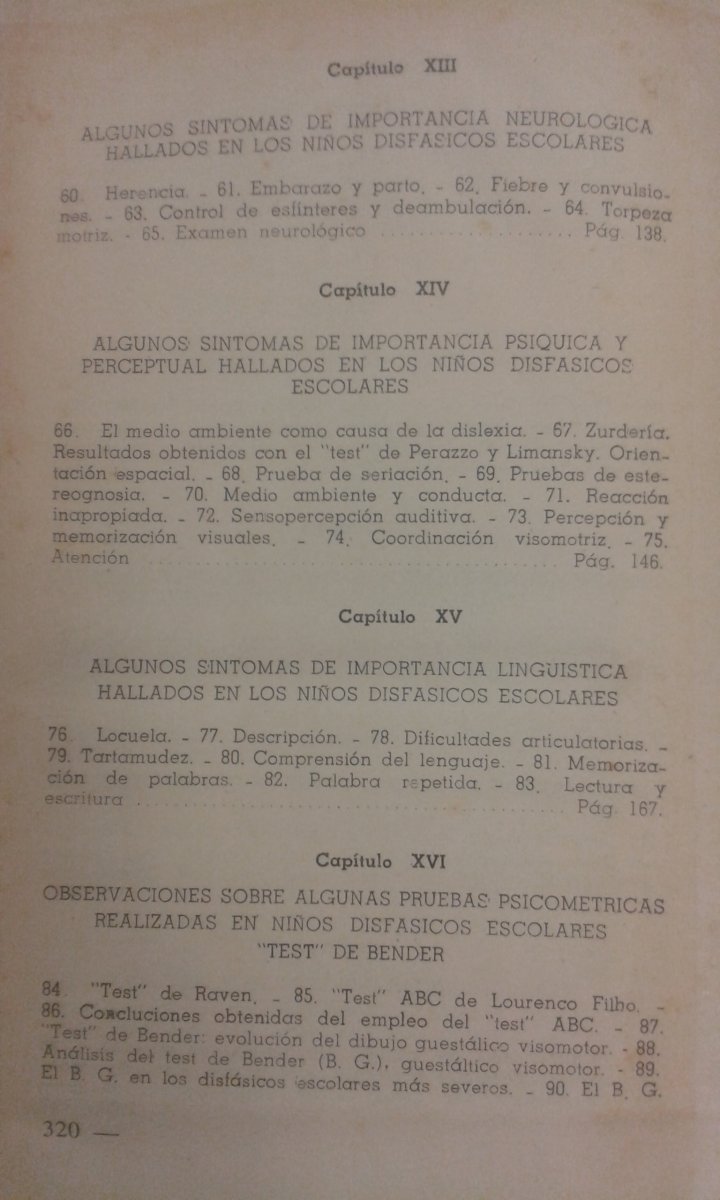 Capítulo XIII
ALGUNOS SINTOMAS DE IMPORTANCIA NEUROLOGICA
HALLADOS EN LOS NIÑOS DISFASICOS ESCOLARES
60. Herencia. - 61. Embarazo y parto. - 62. Fiebre y convulsio-
nes. - 63. Control de esfínteres y deambulación. - 64. Torpeza
motriz. - 65. Examen neurológico .................... Pág. 138.
Capítulo XIV
ALGUNOS SINTOMAS DE IMPORTANCIA PSIQUICA Y
PERCEPTUAL HALLADOS EN LOS NIÑOS DISFASICOS
ESCOLARES
66. El medio ambiente como causa de la dislexia. - 67. Zurdería.
Resultados obtenidos con el "test" de Perazzo y Limansky. Orien-
tación espacial. - 68. Prueba de seriación. - 69. Pruebas de este-
reognosia. - 70. Medio ambiente y conducta. - 71. Reacción
inapropiada. - 72. Sensopercepción auditiva. - 73. Percepción y
memorización visuales. - 74. Coordinación visomotriz. - 75.
Atención .......................................... Pág. 146.
Capítulo XV
ALGUNOS SINTOMAS DE IMPORTANCIA LINGÜISTICA
HALLADOS EN LOS NIÑOS DISFASICOS ESCOLARES
76. Locuela. - 77. Descripción. - 78. Dificultades articulatorias. -
79. Tartamudez. - 80. Comprensión del lenguaje. - 81. Memoriza-
ción de palabras. - 82. Palabra repetida. - 83. Lectura y
escritura .......................................... Pág. 167.
Capítulo XVI
OBSERVACIONES SOBRE ALGUNAS PRUEBAS PSICOMETRICAS
REALIZADAS EN NIÑOS DISFASICOS ESCOLARES
"TEST" DE BENDER
84. "Test" de Raven. - 85. "Test" ABC de Lourenco Filho. -
86. Concluciones obtenidas del empleo del "test" ABC. - 87.
"Test" de Bender: evolución del dibujo guestálico visomotor. - 88.
Análisis del test de Bender (B. G.), guestáltico visomotor. - 89.
El B. G. en los disfásicos escolares más severos. - 90. El B. G.
320 —